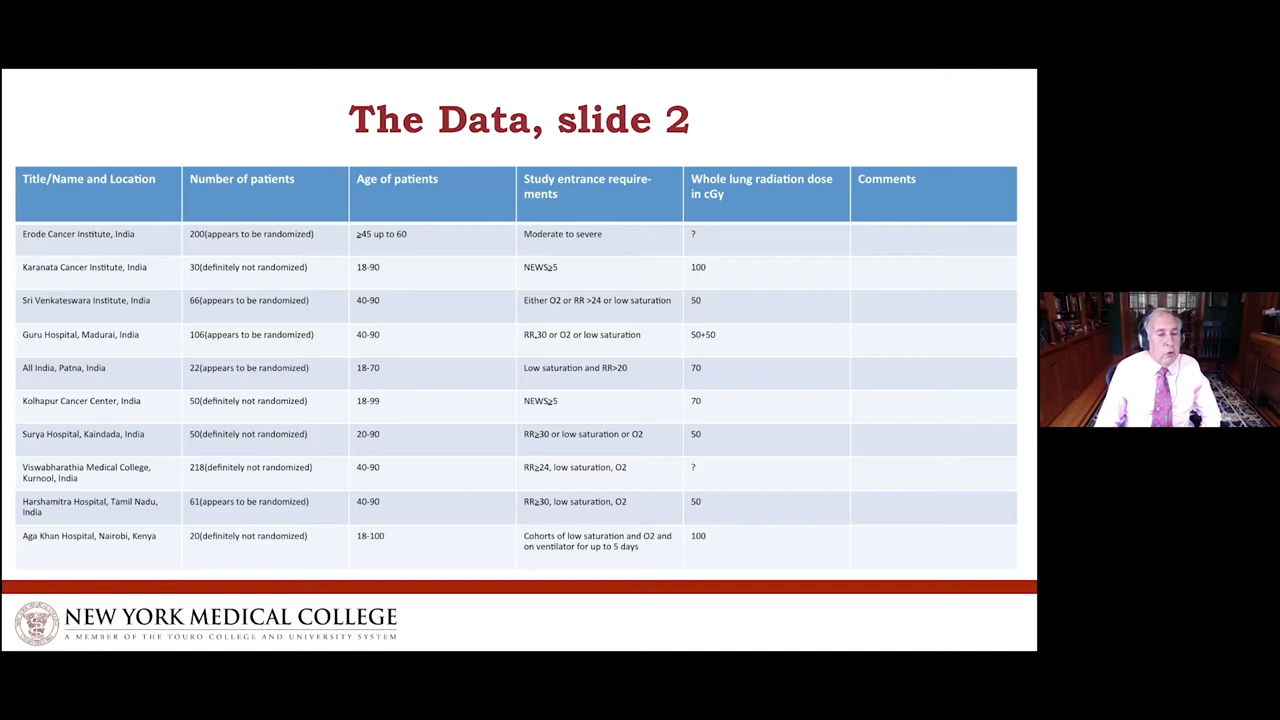 The Data, slide 2
Title/Name and Location
Number of patients
Age of patients
Study entrance require-
ments
Whole lung radiation dose
in cGy
Comments
Erode Cancer Institute, India
200(appears to be randomized)
≥45 up to 60
Moderate to severe
?
Karanata Cancer Institute, India
30(definitely not randomized)
18-90
NEWS≥5
100
Sri Venkateswara Institute, India
66(appears to be randomized)
40-90
Either O2 or RR >24 or low saturation
50
Guru Hospital, Madurai, India
106(appears to be randomized)
40-90
RR,30 or O2 or low saturation
50+50
All India, Patna, India
22(appears to be randomized)
18-70
Low saturation and RR>20
70
Kolhapur Cancer Center, India
50(definitely not randomized)
18-99
NEWS≥5
70
Surya Hospital, Kaindada, India
50(definitely not randomized)
20-90
RR≥30 or low saturation or O2
50
Viswabharathia Medical College,
Kurnool, India
218(definitely not randomized)
40-90
RR≥24, low saturation, O2
?
Harshamitra Hospital, Tamil Nadu,
India
61(appears to be randomized)
40-90
RR≥30, low saturation, O2
50
Aga Khan Hospital, Nairobi, Kenya
20(definitely not randomized)
18-100
Cohorts of low saturation and O2 and
on ventilator for up to 5 days
100
NEW YORK MEDICAL COLLEGE
A MEMBER OF THE TOURO COLLEGE AND UNIVERSITY SYSTEM